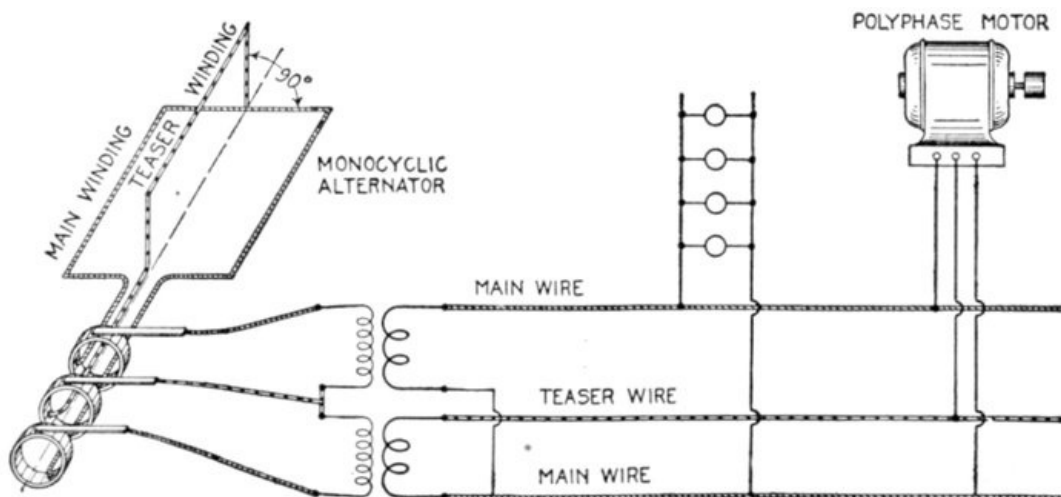 POLYPHASE MOTOR
90°
MAIN WINDING
TEASER WINDING
MONOCYCLIC
ALTERNATOR
MAIN WIRE
TEASER WIRE
MAIN WIRE